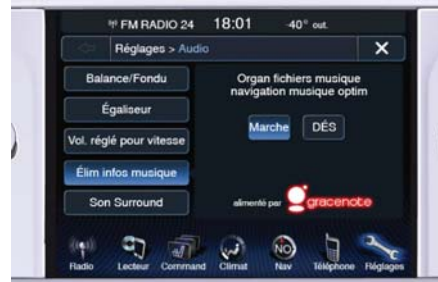 FM RADIO 24 18:01 -40° out.
Réglages > Audio X
Balance/Fondu
Égaliseur
Vol. réglé pour vitesse
Élim infos musique
Son Surround
Organ fichiers musique
navigation musique optim
Marche DÉS
alimenté par gracenote
Radio Lecteur Command Climat NO Nav Téléphone Réglages